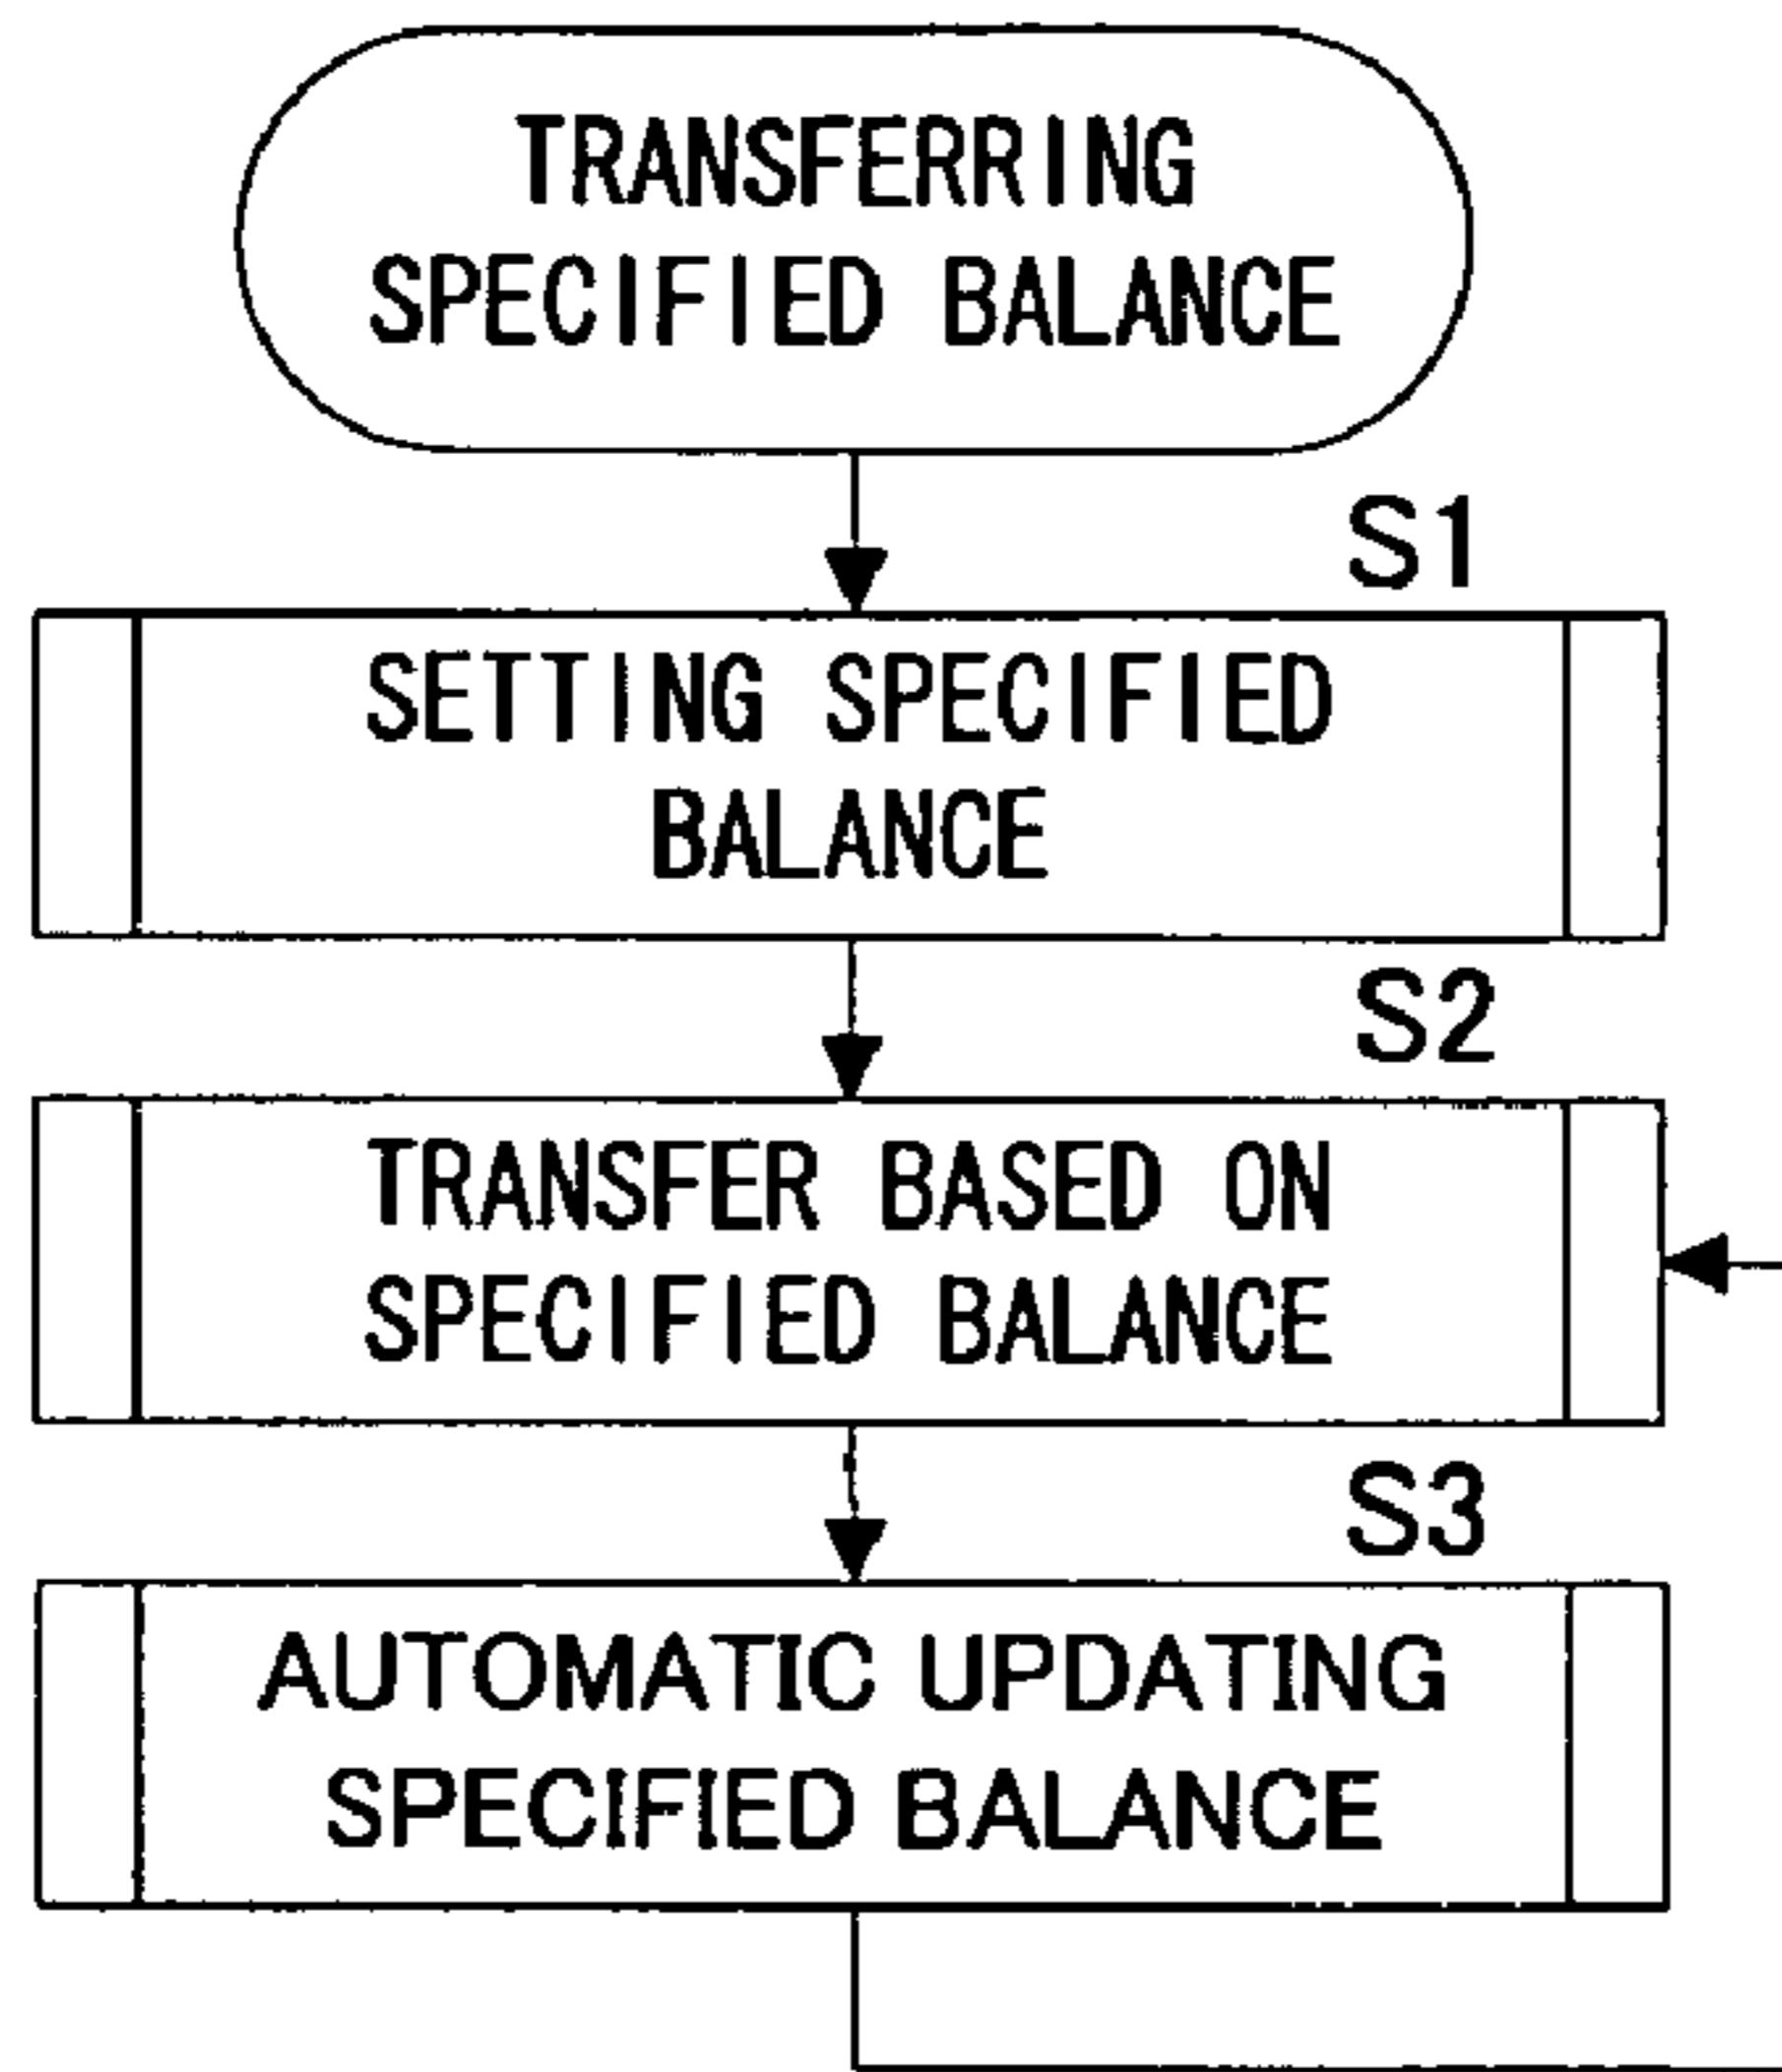 TRANSFERRING
SPECIFIED BALANCE
S1
SETTING SPECIFIED
BALANCE
S2
TRANSFER BASED ON
SPECIFIED BALANCE
S3
AUTOMATIC UPDATING
SPECIFIED BALANCE